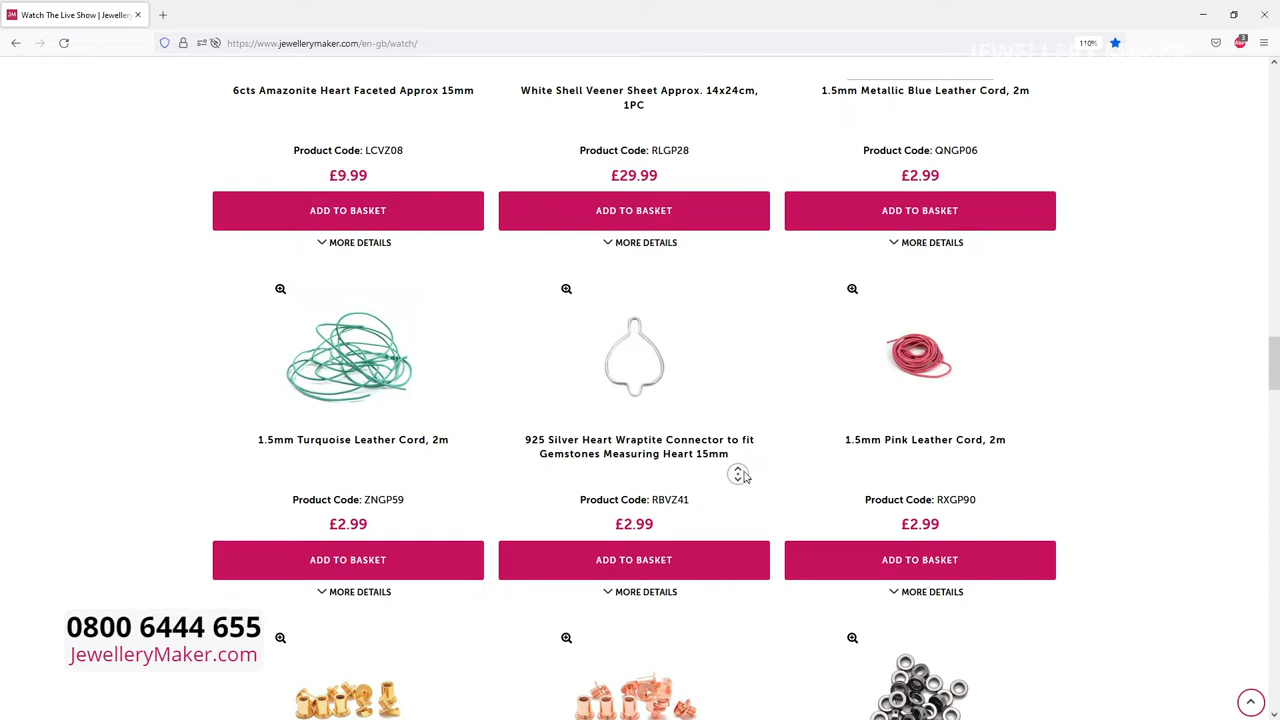 Watch The Live Show | Jeweller
https://www.jewellerymaker.com/en-gb/watch/
110%
3
JEWELLERY MAKER
6cts Amazonite Heart Faceted Approx 15mm
White Shell Veener Sheet Approx. 14x24cm,
1PC
1.5mm Metallic Blue Leather Cord, 2m
Product Code: LCVZ08
Product Code: RLGP28
Product Code: QNGP06
£9.99
£29.99
£2.99
ADD TO BASKET
ADD TO BASKET
ADD TO BASKET
MORE DETAILS
MORE DETAILS
MORE DETAILS
1.5mm Turquoise Leather Cord, 2m
925 Silver Heart Wraptite Connector to fit
Gemstones Measuring Heart 15mm
1.5mm Pink Leather Cord, 2m
Product Code: ZNGP59
Product Code: RBVZ41
Product Code: RXGP90
£2.99
£2.99
£2.99
ADD TO BASKET
ADD TO BASKET
ADD TO BASKET
MORE DETAILS
MORE DETAILS
MORE DETAILS
0800 6444 655
JewelleryMaker.com